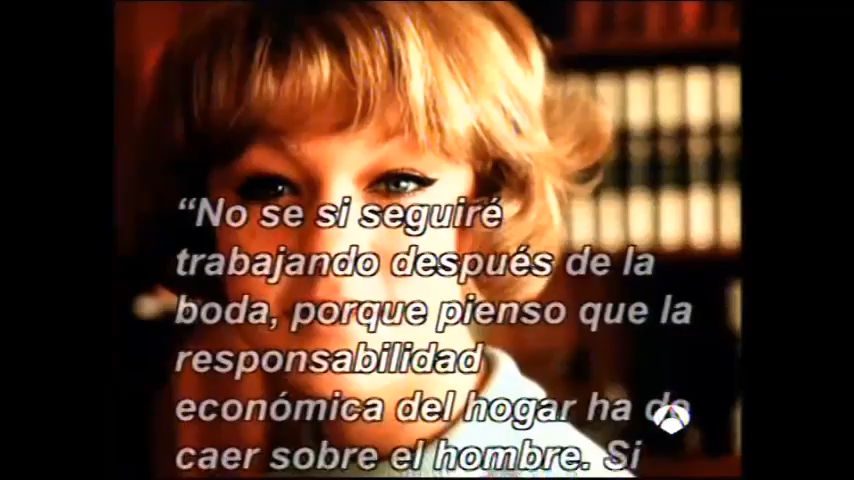 “No se si seguiré
trabajando después de la
boda, porque pienso que la
responsabilidad
económica del hogar ha de
caer sobre el hombre. Si